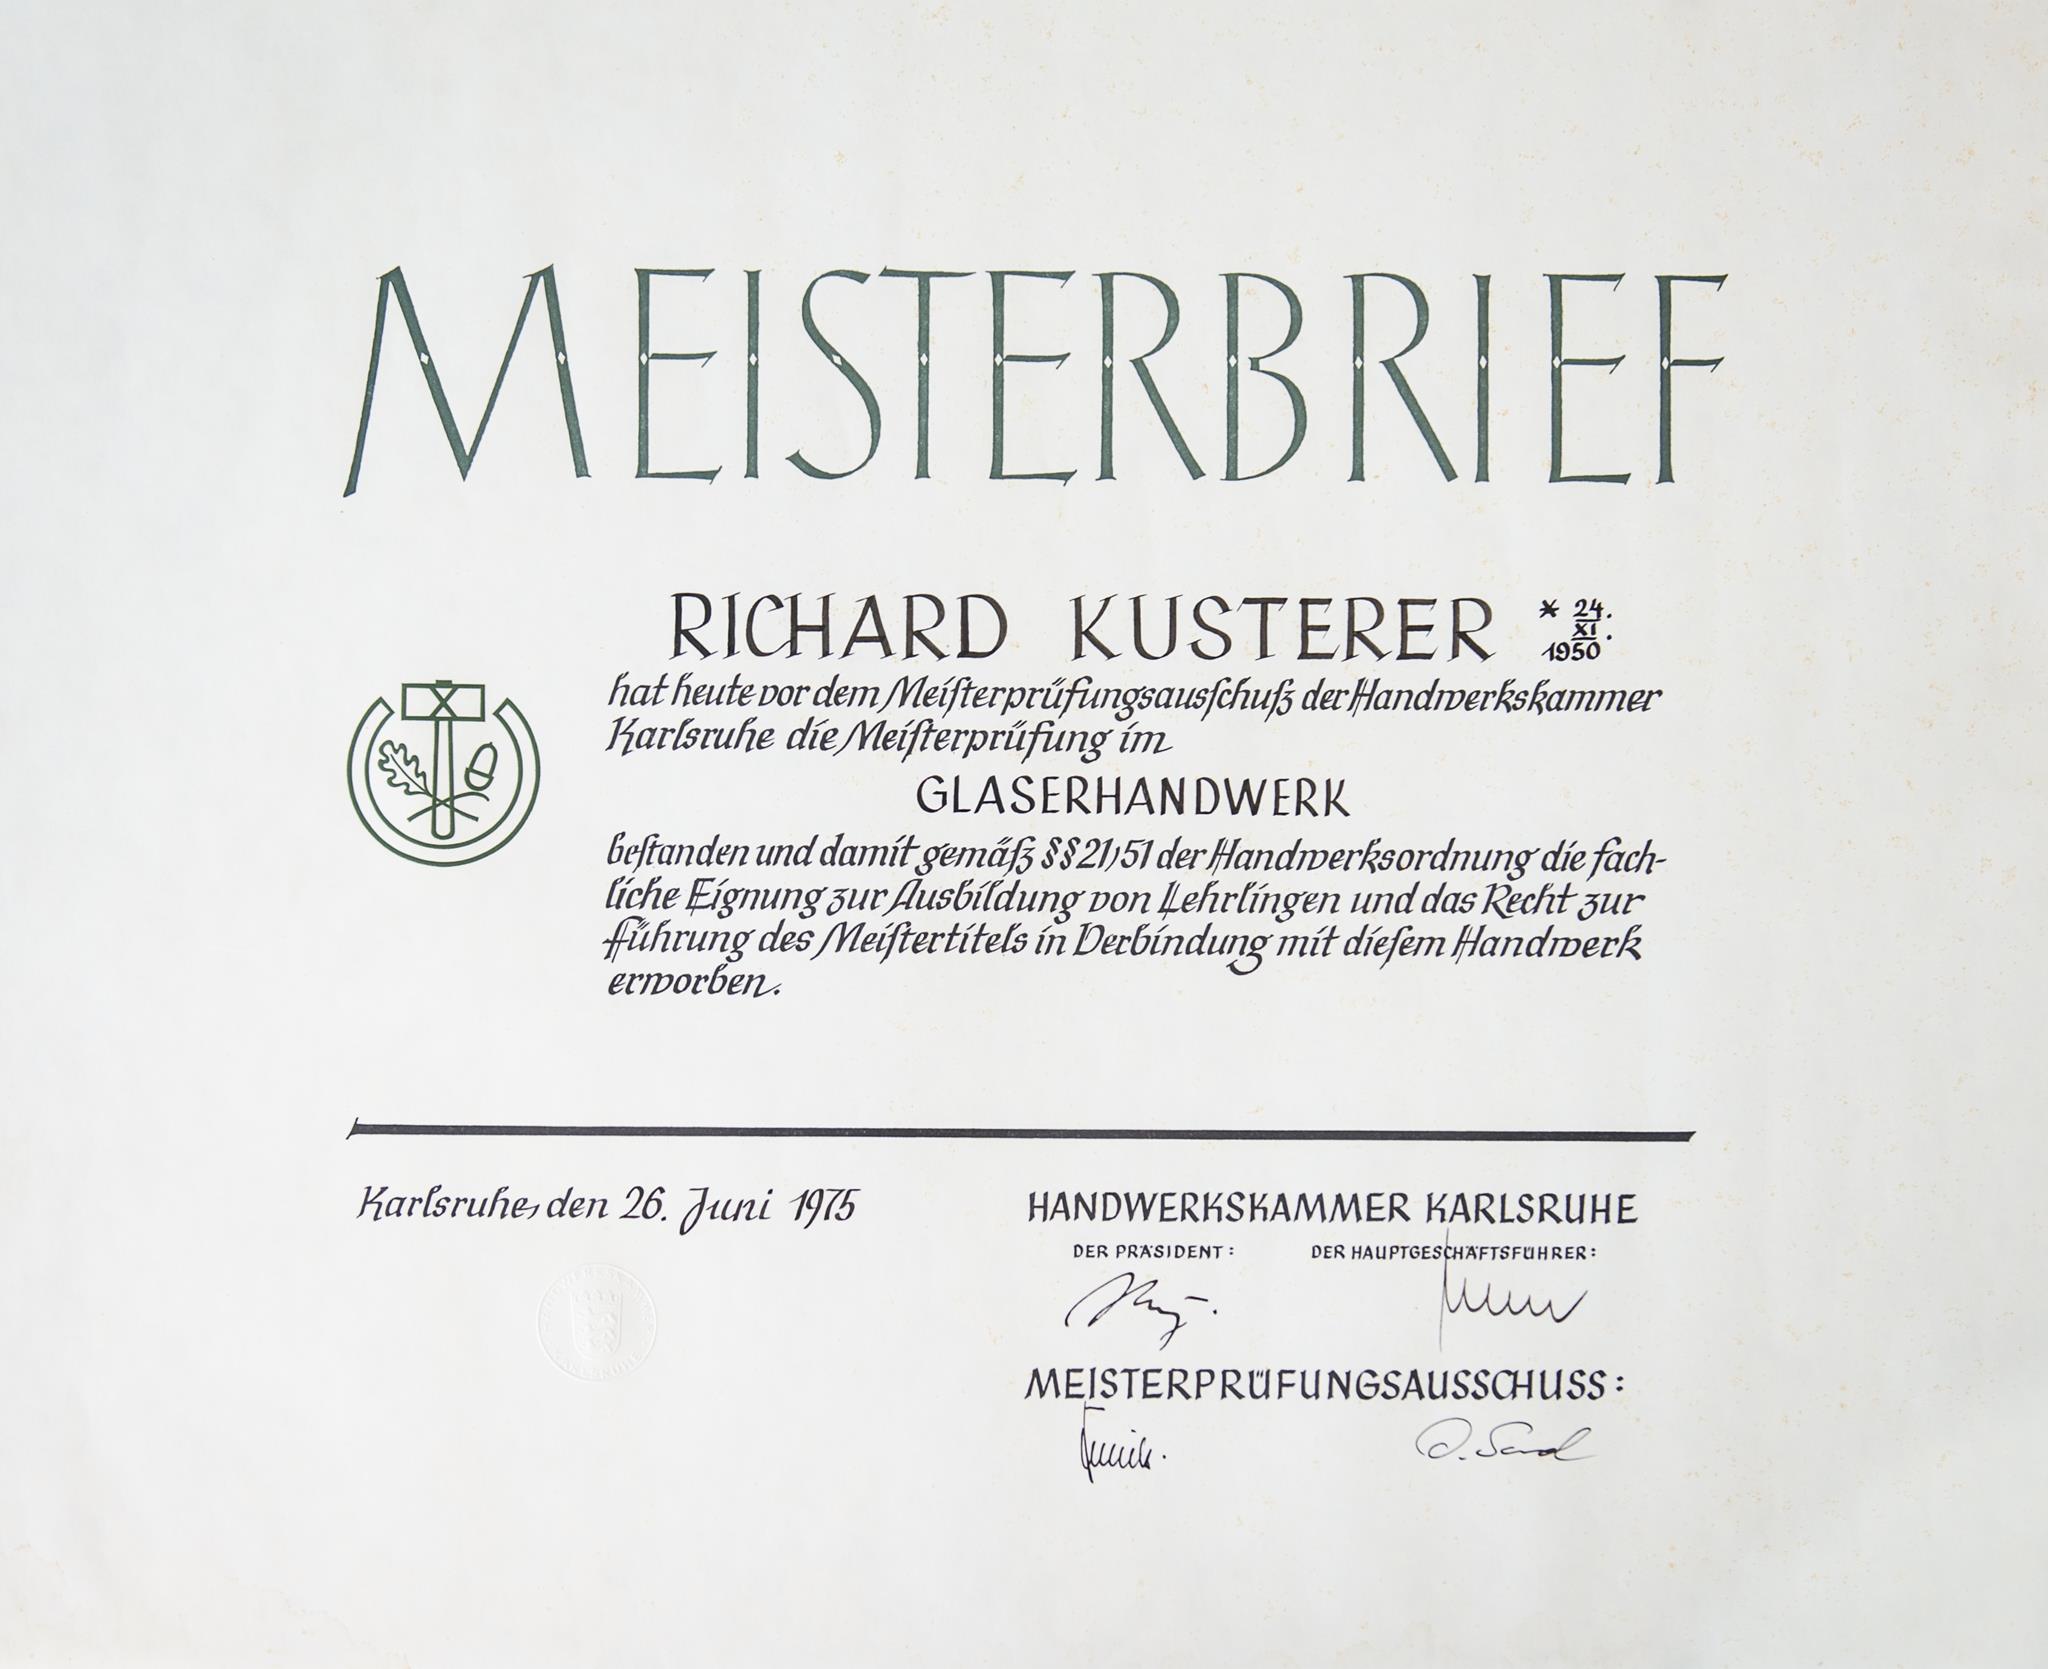 MEISTERBRIEF
RICHARD KUSTERER * 24.
XI.
1950
hat heute vor dem Meiſterprüfungsausſchuß der Handwerkskammer
Karlsruhe die Meiſterprüfung im
GLASERHANDWERK
beſtanden und damit gemäß §§ 21, 51 der Handwerksordnung die fach-
liche Eignung zur Ausbildung von Lehrlingen und das Recht zur
Führung des Meiſtertitels in Verbindung mit dieſem Handwerk
erworben.
Karlsruhe, den 26. Juni 1975
HANDWERKSKAMMER KARLSRUHE
DER PRÄSIDENT: DER HAUPTGESCHÄFTSFÜHRER:
MEISTERPRÜFUNGSAUSSCHUSS:
HANDWERKSKAMMER
KARLSRUHE